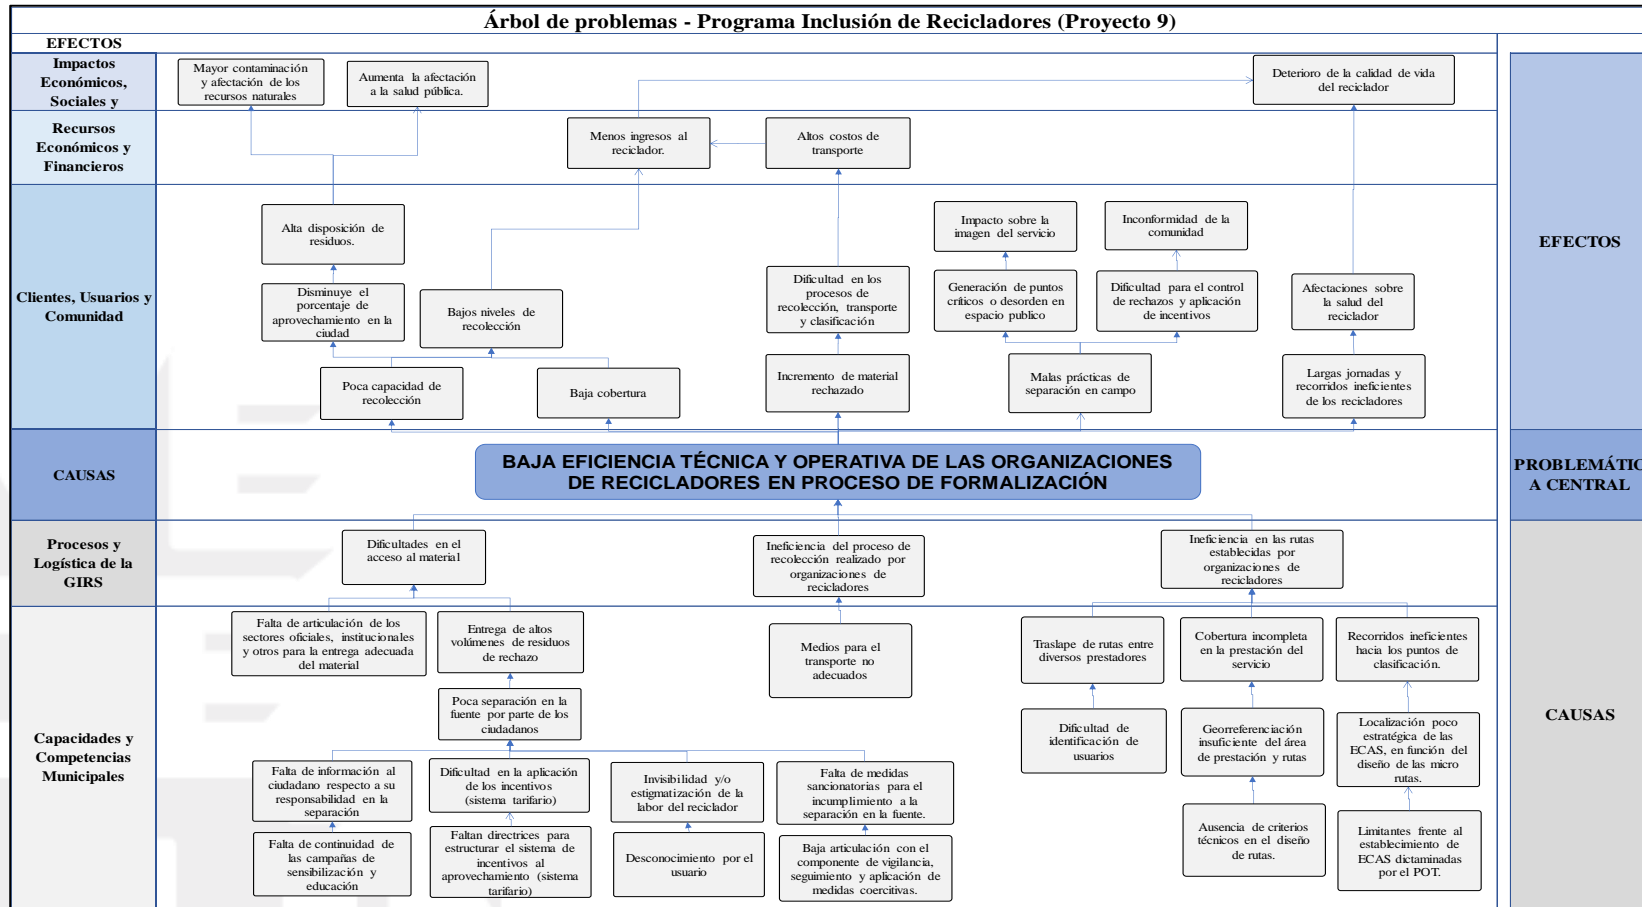 Árbol de problemas - Programa Inclusión de Recicladores (Proyecto 9)
EFECTOS
Impactos
Económicos,
Sociales y
Mayor contaminación
y afectación de los
recursos naturales
Aumenta la afectación
a la salud pública.
Deterioro de la calidad de vida
del reciclador
Recursos
Económicos y
Financieros
Menos ingresos al
reciclador.
Altos costos de
transporte
EFECTOS
Clientes, Usuarios y
Comunidad
Alta disposición de
residuos.
Impacto sobre la
imagen del servicio
Inconformidad de la
comunidad
Disminuye el
porcentaje de
aprovechamiento en la
ciudad
Bajos niveles de
recolección
Dificultad en los
procesos de
recolección, transporte
y clasificación
Generación de puntos
críticos o desorden en
espacio publico
Dificultad para el control
de rechazos y aplicación
de incentivos
Afectaciones sobre
la salud del
reciclador
Poca capacidad de
recolección
Baja cobertura
Incremento de material
rechazado
Malas prácticas de
separación en campo
Largas jornadas y
recorridos ineficientes
de los recicladores
CAUSAS
BAJA EFICIENCIA TÉCNICA Y OPERATIVA DE LAS ORGANIZACIONES
DE RECICLADORES EN PROCESO DE FORMALIZACIÓN
PROBLEMÁTIC
A CENTRAL
Procesos y
Logística de la
GIRS
Dificultades en el
acceso al material
Ineficiencia del proceso de
recolección realizado por
organizaciones de
recicladores
Ineficiencia en las rutas
establecidas por
organizaciones de
recicladores
CAUSAS
Capacidades y
Competencias
Municipales
Falta de articulación de los
sectores oficiales, institucionales
y otros para la entrega adecuada
del material
Entrega de altos
volúmenes de residuos
de rechazo
Medios para el
transporte no
adecuados
Traslape de rutas entre
diversos prestadores
Cobertura incompleta
en la prestación del
servicio
Recorridos ineficientes
hacia los puntos de
clasificación.
Poca separación en la
fuente por parte de los
ciudadanos
Dificultad de
identificación de
usuarios
Georreferenciación
insuficiente del área
de prestación y rutas
Localización poco
estratégica de las
ECAS, en función del
diseño de las micro
rutas.
Falta de información al
ciudadano respecto a su
responsabilidad en la
separación
Dificultad en la aplicación
de los incentivos
(sistema tarifario)
Invisibilidad y/o
estigmatización de la
labor del reciclador
Falta de medidas
sancionatorias para el
incumplimiento a la
separación en la fuente.
Ausencia de criterios
técnicos en el diseño
de rutas.
Limitantes frente al
establecimiento de
ECAS dictaminadas
por el POT.
Falta de continuidad de
las campañas de
sensibilización y
educación
Faltan directrices para
estructurar el sistema de
incentivos al
aprovechamiento (sistema
tarifario)
Desconocimiento por el
usuario
Baja articulación con el
componente de vigilancia,
seguimiento y aplicación de
medidas coercitivas.